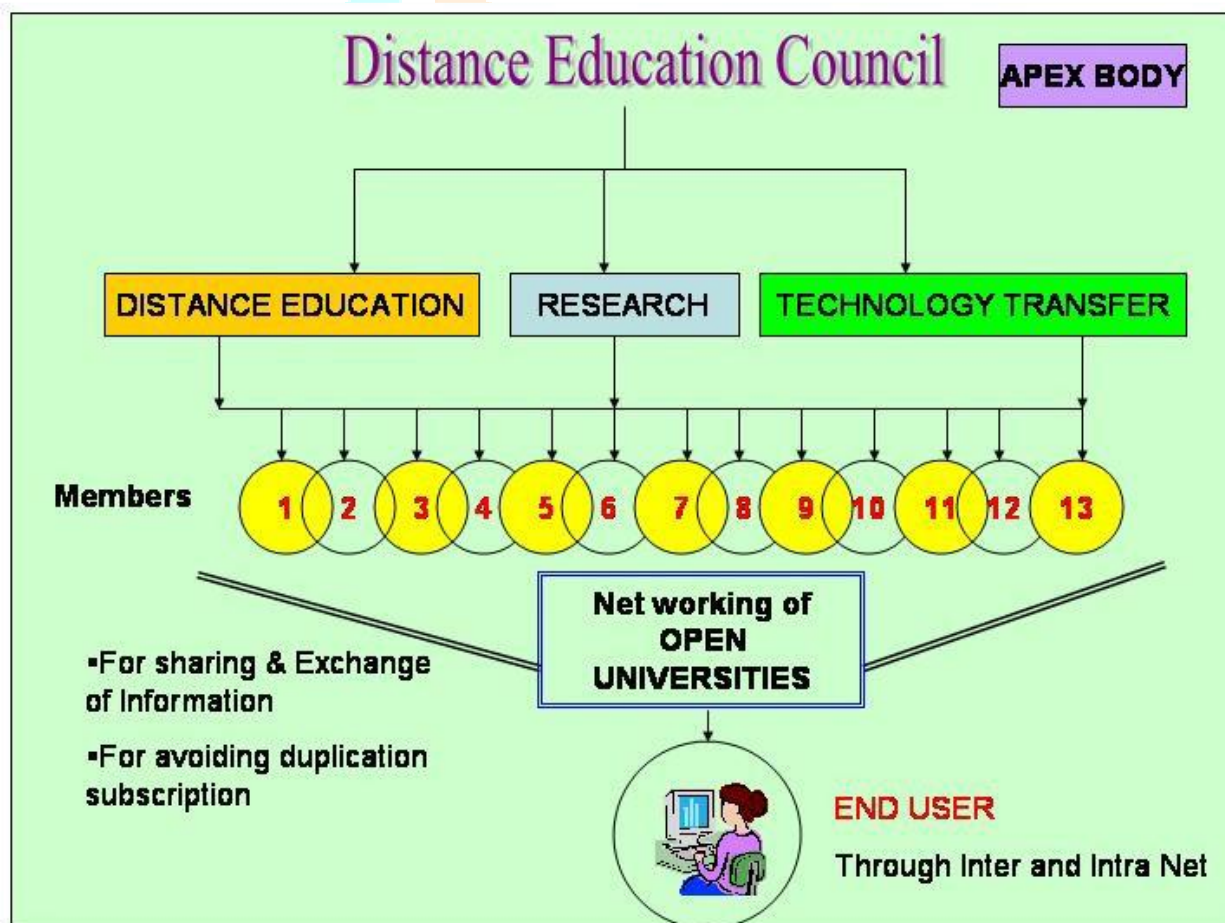 Distance Education Council
APEX BODY
DISTANCE EDUCATION
RESEARCH
TECHNOLOGY TRANSFER
Members
1 2 3 4 5 6 7 8 9 10 11 12 13
Net working of
OPEN
UNIVERSITIES
▪For sharing & Exchange
of Information
▪For avoiding duplication
subscription
END USER
Through Inter and Intra Net